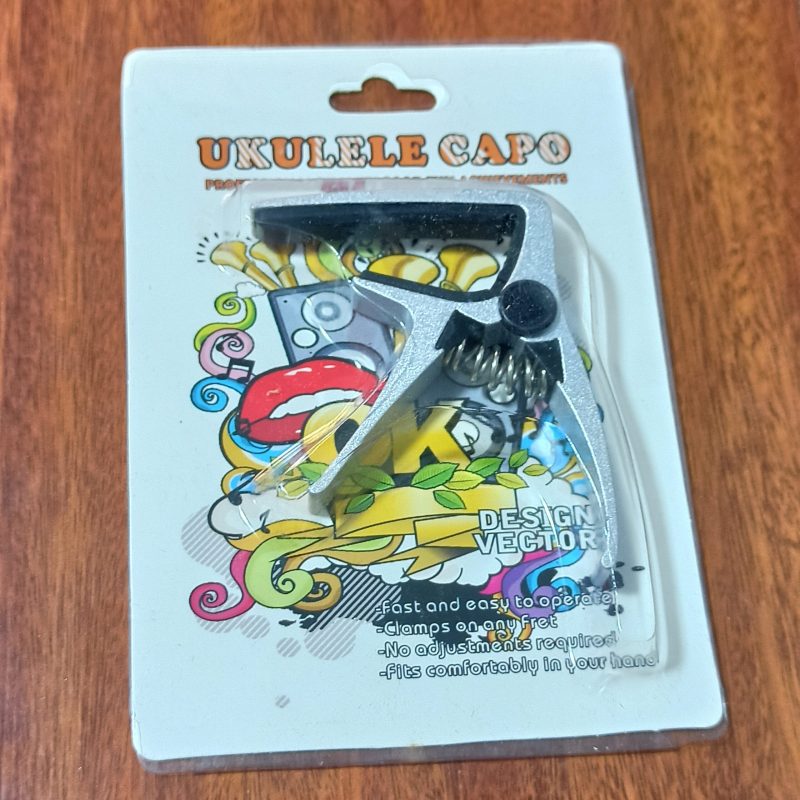 UKULELE CAPO
OK
DESIGN
VECTOR
-Fast and easy to operate
-Clamps on any fret
-No adjustments required
-Fits comfortably in your hand